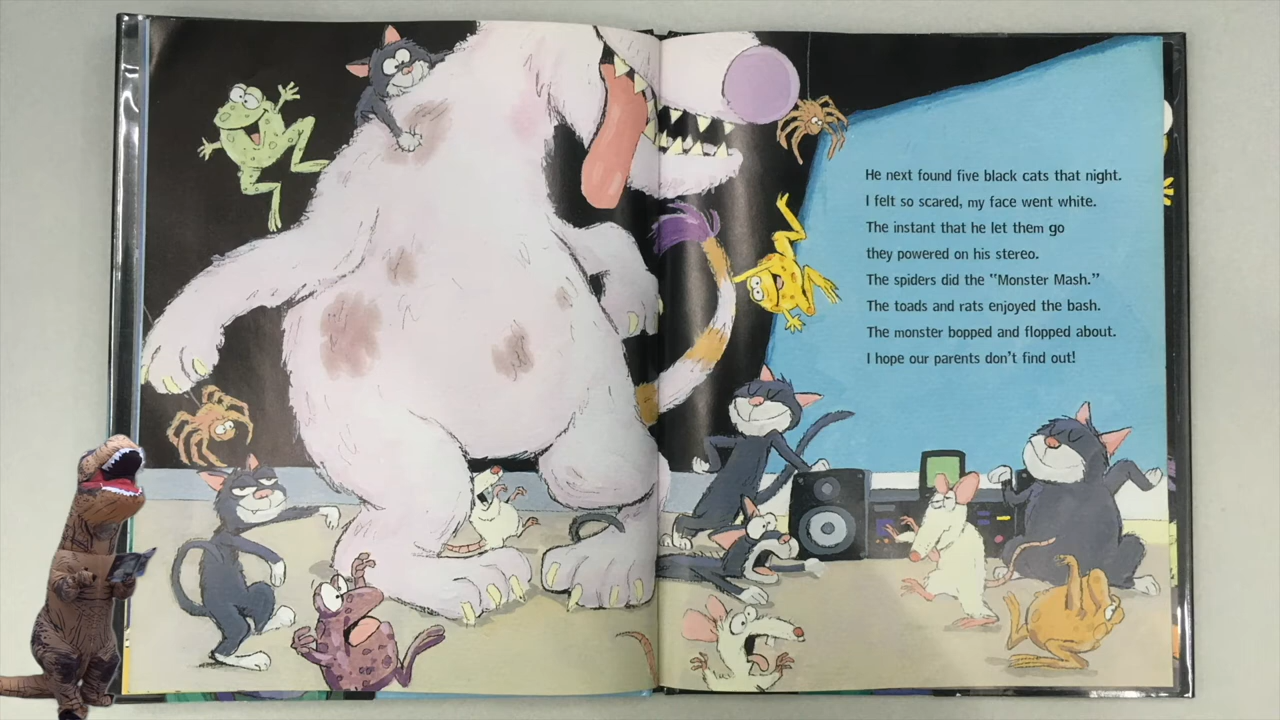 He next found five black cats that night.
I felt so scared, my face went white.
The instant that he let them go
they powered on his stereo.
The spiders did the “Monster Mash.”
The toads and rats enjoyed the bash.
The monster bopped and flopped about.
I hope our parents don’t find out!